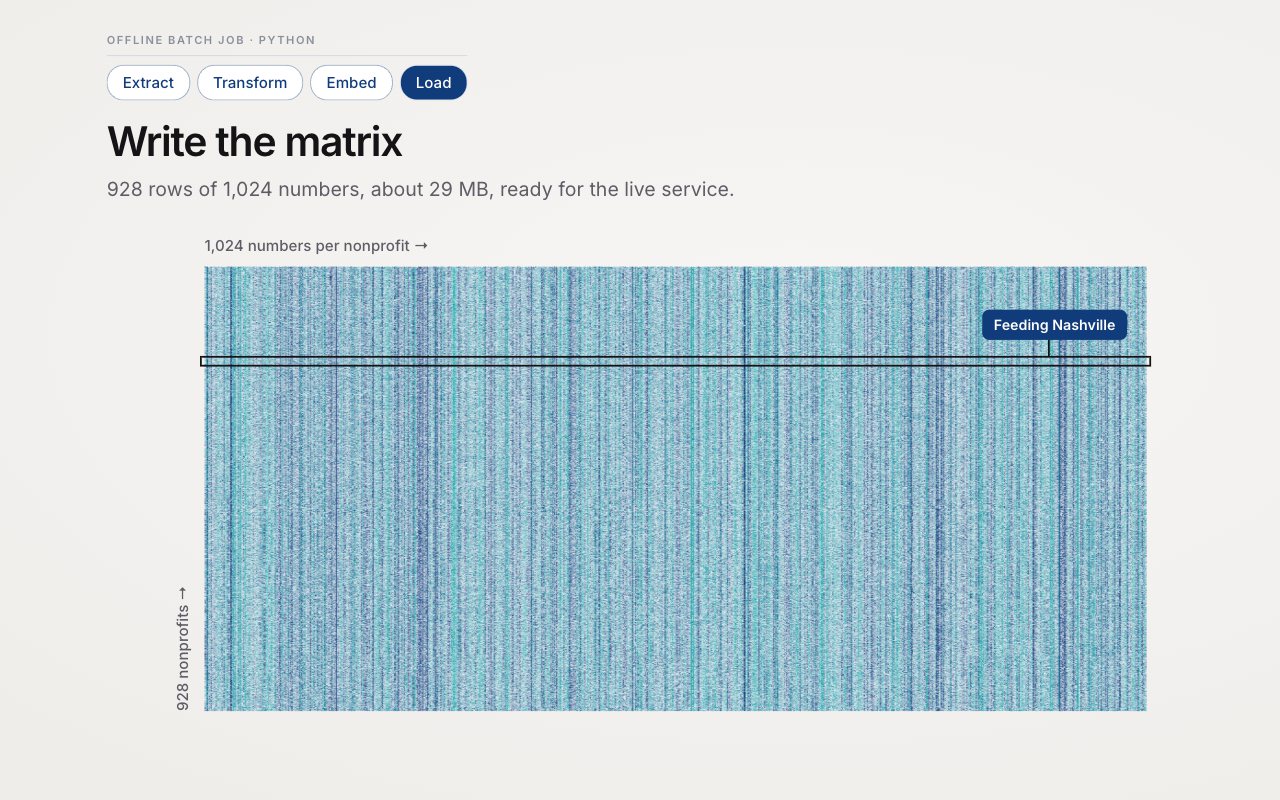 OFFLINE BATCH JOB · PYTHON
Extract Transform Embed Load
Write the matrix
928 rows of 1,024 numbers, about 29 MB, ready for the live service.
1,024 numbers per nonprofit →
Feeding Nashville
928 nonprofits →